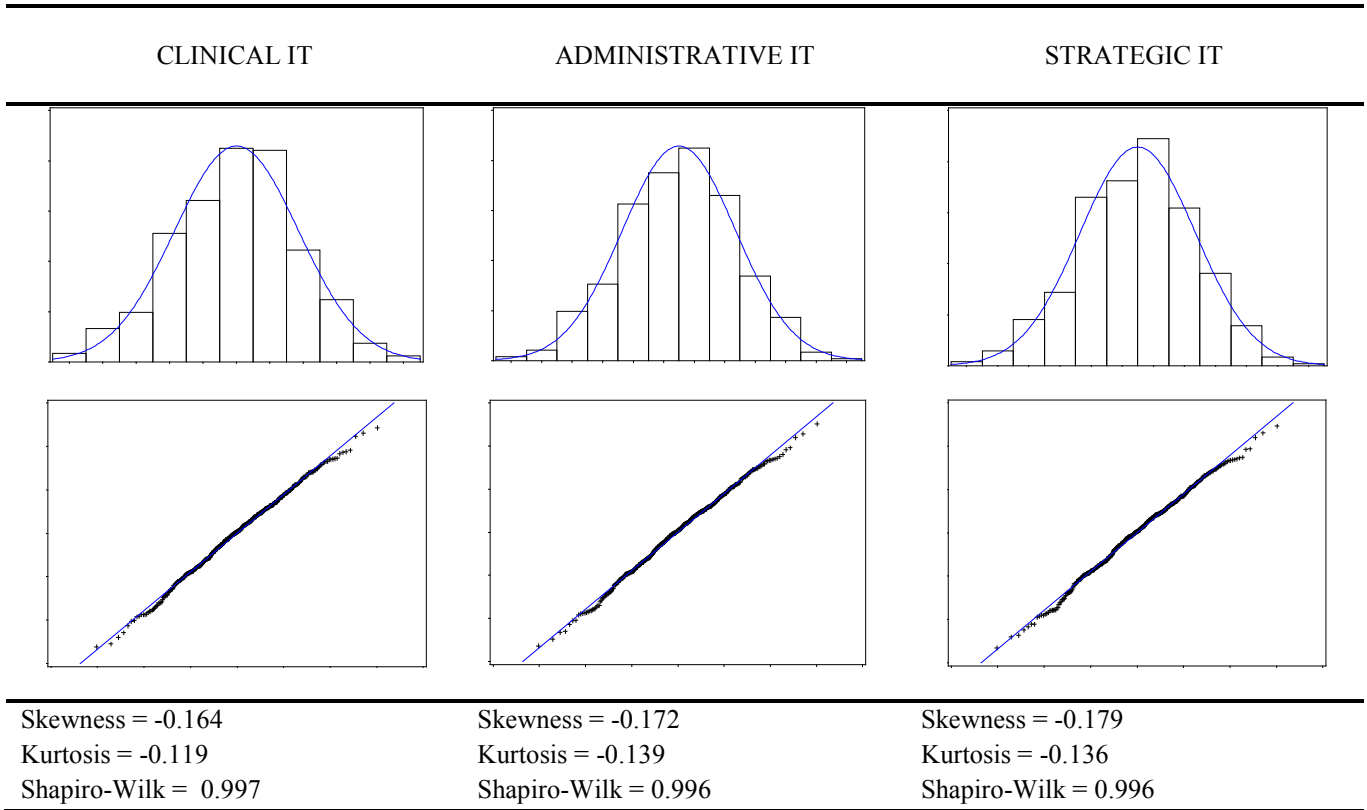 CLINICAL IT
ADMINISTRATIVE IT
STRATEGIC IT
Skewness = -0.164
Kurtosis = -0.119
Shapiro-Wilk =  0.997
Skewness = -0.172
Kurtosis = -0.139
Shapiro-Wilk = 0.996
Skewness = -0.179
Kurtosis = -0.136
Shapiro-Wilk = 0.996